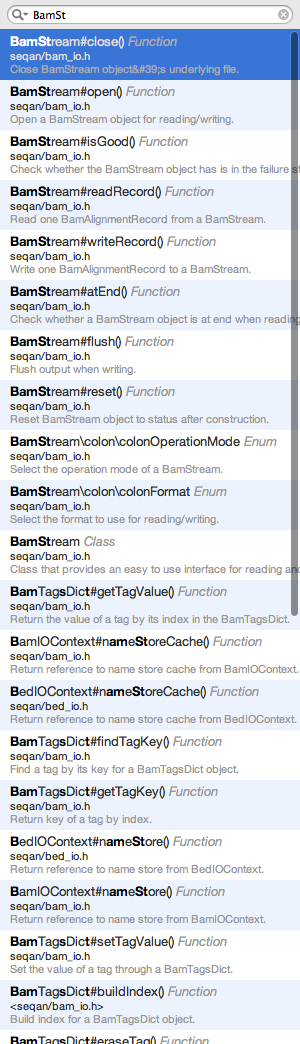 BamSt
BamStream#close() Function
seqan/bam_io.h
Close BamStream object&#39;s underlying file.
BamStream#open() Function
seqan/bam_io.h
Open a BamStream object for reading/writing.
BamStream#isGood() Function
seqan/bam_io.h
Check whether the BamStream object has is in the failure st
BamStream#readRecord() Function
seqan/bam_io.h
Read one BamAlignmentRecord from a BamStream.
BamStream#writeRecord() Function
seqan/bam_io.h
Write one BamAlignmentRecord to a BamStream.
BamStream#atEnd() Function
seqan/bam_io.h
Check whether a BamStream object is at end when reading
BamStream#flush() Function
seqan/bam_io.h
Flush output when writing.
BamStream#reset() Function
seqan/bam_io.h
Reset BamStream object to status after construction.
BamStream\colon\colonOperationMode Enum
seqan/bam_io.h
Select the operation mode of a BamStream.
BamStream\colon\colonFormat Enum
seqan/bam_io.h
Select the format to use for reading/writing.
BamStream Class
seqan/bam_io.h
Class that provides an easy to use interface for reading and
BamTagsDict#getTagValue() Function
seqan/bam_io.h
Return the value of a tag by its index in the BamTagsDict.
BamIOContext#nameStoreCache() Function
seqan/bam_io.h
Return reference to name store cache from BamIOContext.
BedIOContext#nameStoreCache() Function
seqan/bed_io.h
Return reference to name store cache from BedIOContext.
BamTagsDict#findTagKey() Function
seqan/bam_io.h
Find a tag by its key for a BamTagsDict object.
BamTagsDict#getTagKey() Function
seqan/bam_io.h
Return key of a tag by index.
BedIOContext#nameStore() Function
seqan/bed_io.h
Return reference to name store from BedIOContext.
BamIOContext#nameStore() Function
seqan/bam_io.h
Return reference to name store from BamIOContext.
BamTagsDict#setTagValue() Function
seqan/bam_io.h
Set the value of a tag through a BamTagsDict.
BamTagsDict#buildIndex() Function
<seqan/bam_io.h>
Build index for a BamTagsDict object.
BamTagsDict#eraseTag() Function